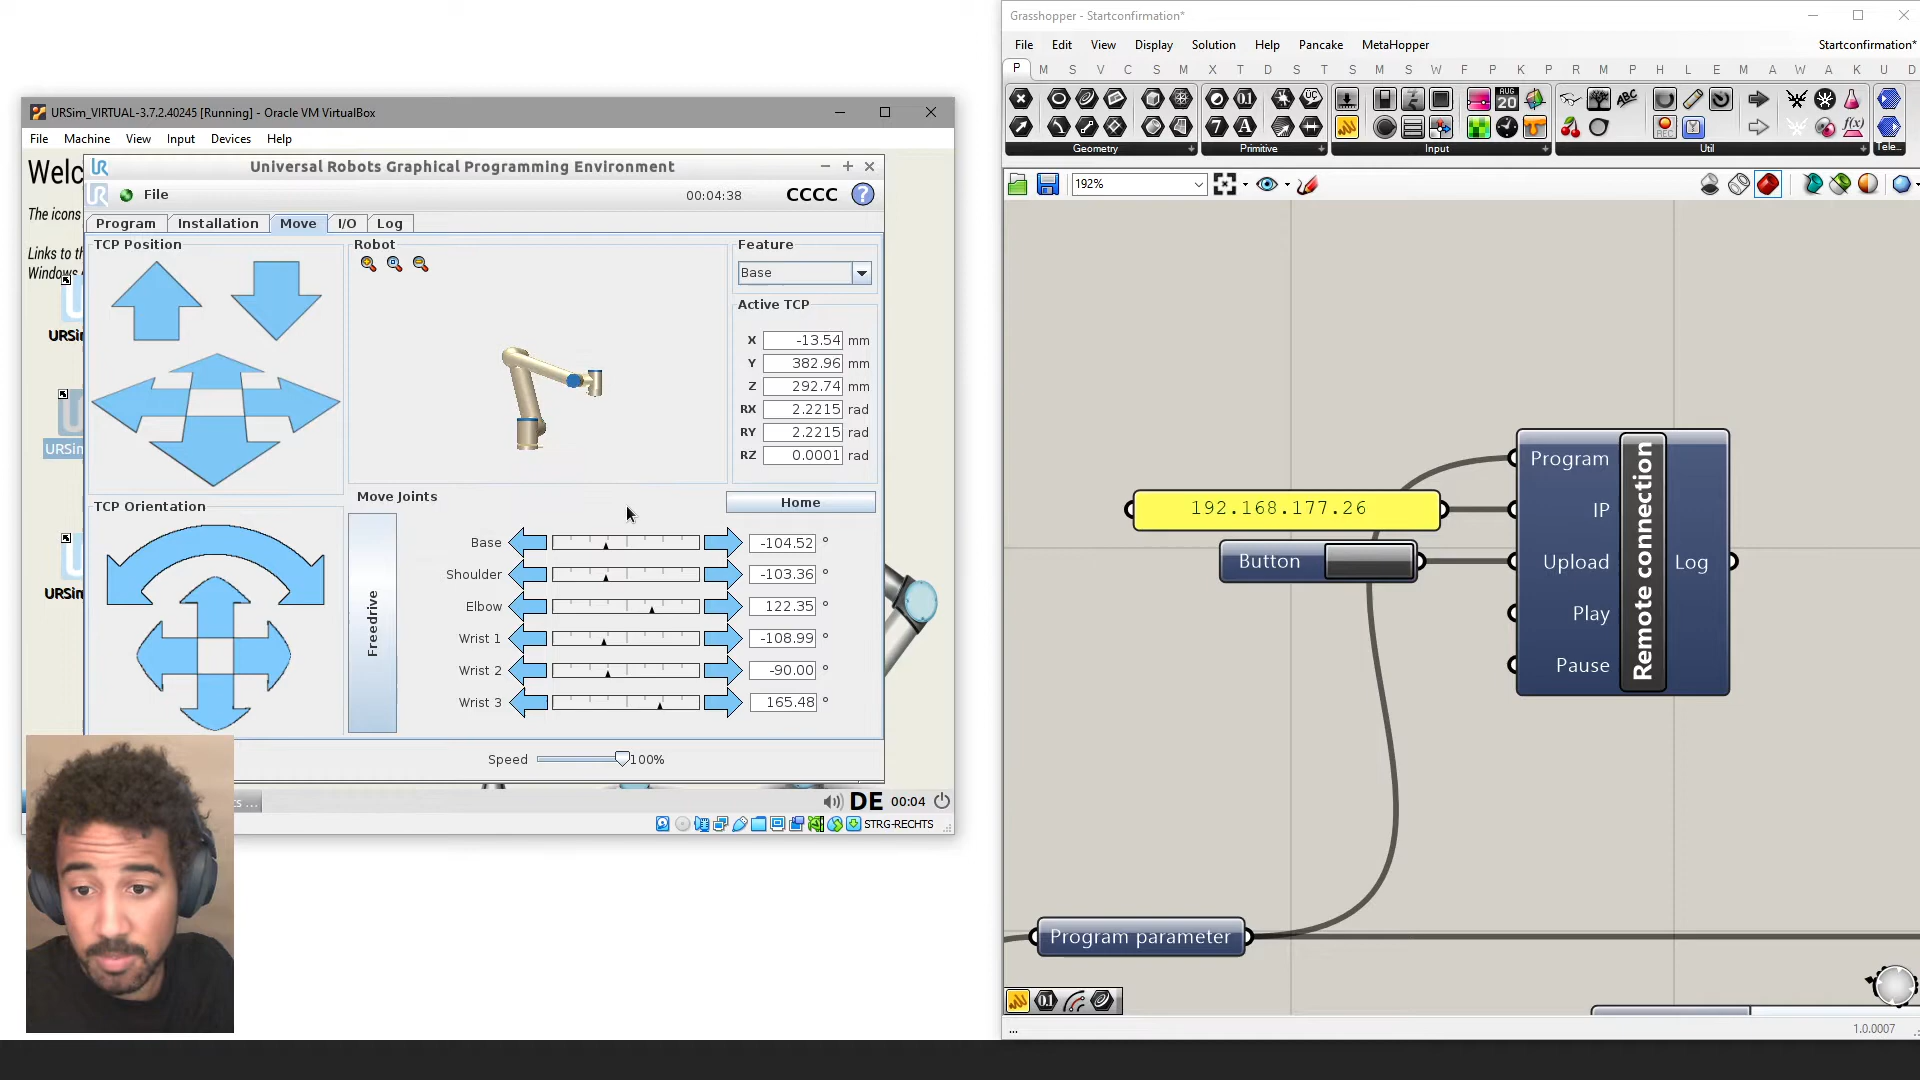 URSim_VIRTUAL-3.7.2.40245 [Running] - Oracle VM VirtualBox
File Machine View Input Devices Help
Welc
The icons
Links to th
Windows
URSim
URSim
URSim
Universal Robots Graphical Programming Environment
File
00:04:38
CCCC
?
Program Installation Move I/O Log
TCP Position
Robot
Feature
Base
Active TCP
X -13.54 mm
Y 382.96 mm
Z 292.74 mm
RX 2.2215 rad
RY 2.2215 rad
RZ 0.0001 rad
TCP Orientation
Move Joints
Home
Freedrive
Base -104.52 °
Shoulder -103.36 °
Elbow 122.35 °
Wrist 1 -108.99 °
Wrist 2 -90.00 °
Wrist 3 165.48 °
Speed 100%
s ...
DE 00:04
STRG-RECHTS
Grasshopper - Startconfirmation*
File Edit View Display Solution Help Pancake MetaHopper
Startconfirmation*
P M S V C S M X T D S T S M S W F P K P R M P H L E M A W A K U D
Geometry Primitive Input Util Tele...
192%
192.168.177.26
Button
Program
IP
Upload
Play
Pause
Remote connection
Log
Program parameter
...
1.0.0007